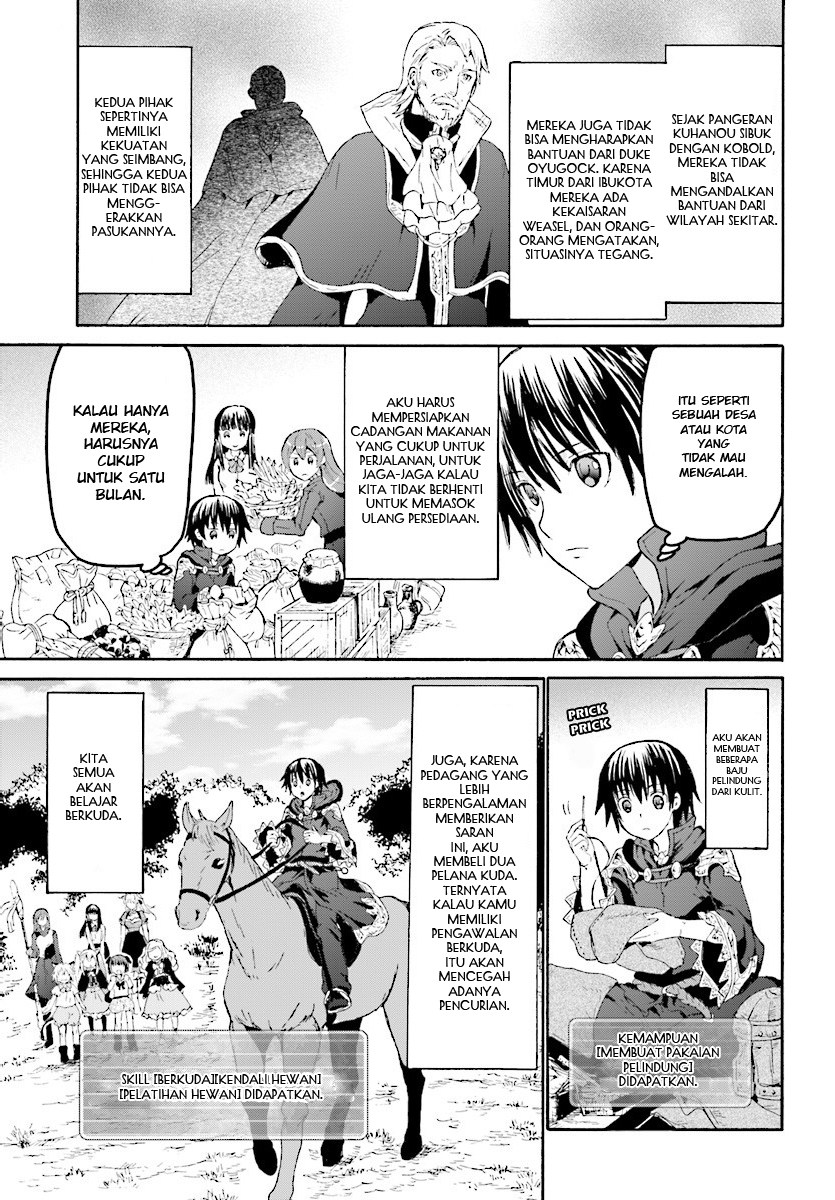 SEJAK PANGERAN
KUHANOU SIBUK
DENGAN KOBOLD,
MEREKA TIDAK
BISA
MENGANDALKAN
BANTUAN DARI
WILAYAH SEKITAR.
MEREKA JUGA TIDAK
BISA MENGHARAPKAN
BANTUAN DARI DUKE
OYUGOCK. KARENA
TIMUR DARI IBUKOTA
MEREKA ADA
KEKAISARAN
WEASEL, DAN ORANG-
ORANG MENGATAKAN,
SITUASINYA TEGANG.
KEDUA PIHAK
SEPERTINYA
MEMILIKI
KEKUATAN
YANG SEIMBANG,
SEHINGGA KEDUA
PIHAK TIDAK BISA
MENGG-
ERAKKAN
PASUKANNYA.
ITU SEPERTI
SEBUAH DESA
ATAU KOTA
YANG
TIDAK MAU
MENGALAH.
AKU HARUS
MEMPERSIAPKAN
CADANGAN MAKANAN
YANG CUKUP UNTUK
PERJALANAN, UNTUK
JAGA-JAGA KALAU
KITA TIDAK BERHENTI
UNTUK MEMASOK
ULANG PERSEDIAAN.
KALAU HANYA
MEREKA,
HARUSNYA
CUKUP
UNTUK SATU
BULAN.
AKU AKAN
MEMBUAT
BEBERAPA
BAJU
PELINDUNG
DARI KULIT.
PRICK
PRICK
KEMAMPUAN
[MEMBUAT PAKAIAN
PELINDUNG]
DIDAPATKAN.
JUGA, KARENA
PEDAGANG YANG
LEBIH
BERPENGALAMAN
MEMBERIKAN
SARAN
INI, AKU
MEMBELI DUA
PELANA KUDA.
TERNYATA
KALAU KAMU
MEMILIKI
PENGAWALAN
BERKUDA,
ITU AKAN
MENCEGAH
ADANYA
PENCURIAN.
KITA
SEMUA
AKAN
BELAJAR
BERKUDA.
SKILL [BERKUDA][KENDALI HEWAN]
[PELATIHAN HEWAN] DIDAPATKAN.